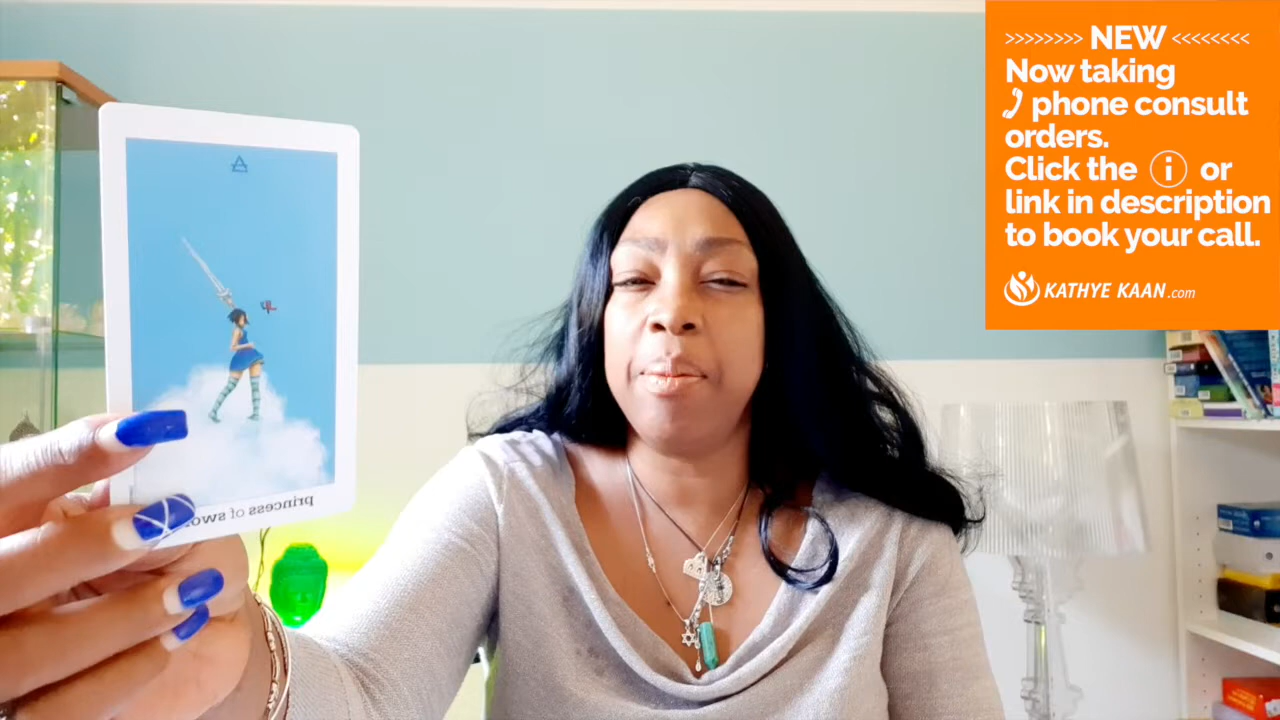 >>>>>>>> NEW <<<<<<<<
Now taking
phone consult
orders.
Click the i or
link in description
to book your call.
KATHYE KAAN.com
princess of